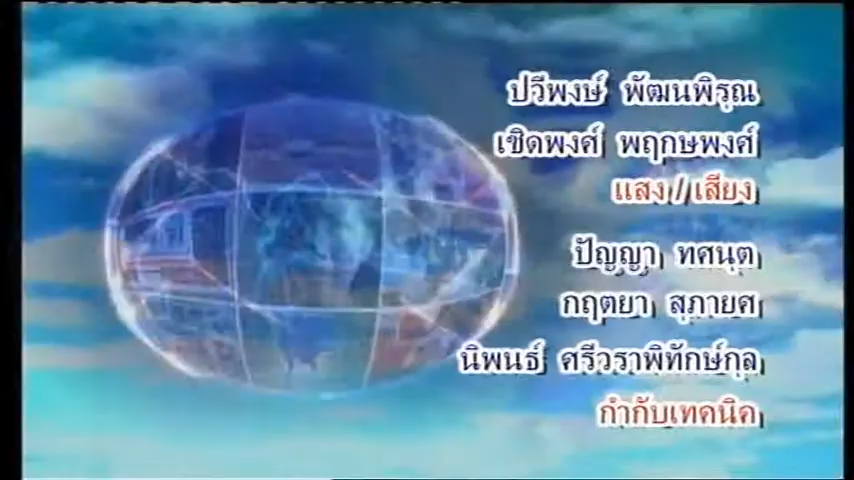 ปวีพงษ์ พัฒนพิรุณ
เชิดพงศ์ พฤกษพงศ์
แสง / เสียง
ปัญญา ทศนุต
กฤตยา สุภายศ
นิพนธ์ ศรีวราพิทักษ์กุล
กำกับเทคนิค